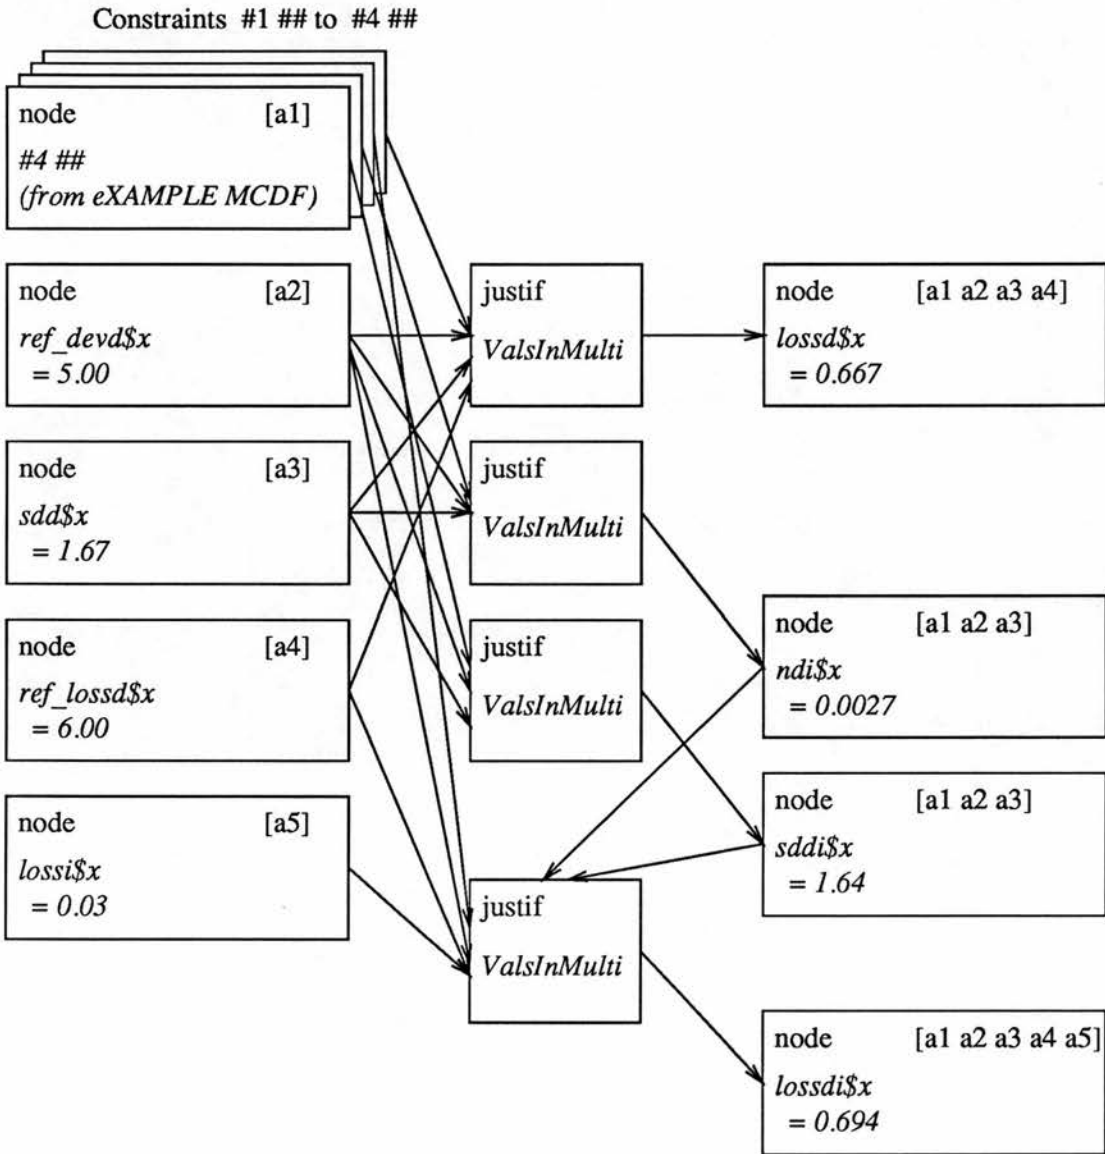 Constraints #1 ## to #4 ##
node [a1]
#4 ##
(from eXAMPLE MCDF)
node [a2]
ref_devd$x
= 5.00
node [a3]
sdd$x
= 1.67
node [a4]
ref_lossd$x
= 6.00
node [a5]
lossi$x
= 0.03
justif
ValsInMulti
justif
ValsInMulti
justif
ValsInMulti
justif
ValsInMulti
node [a1 a2 a3 a4]
lossd$x
= 0.667
node [a1 a2 a3]
ndi$x
= 0.0027
node [a1 a2 a3]
sddi$x
= 1.64
node [a1 a2 a3 a4 a5]
lossdi$x
= 0.694